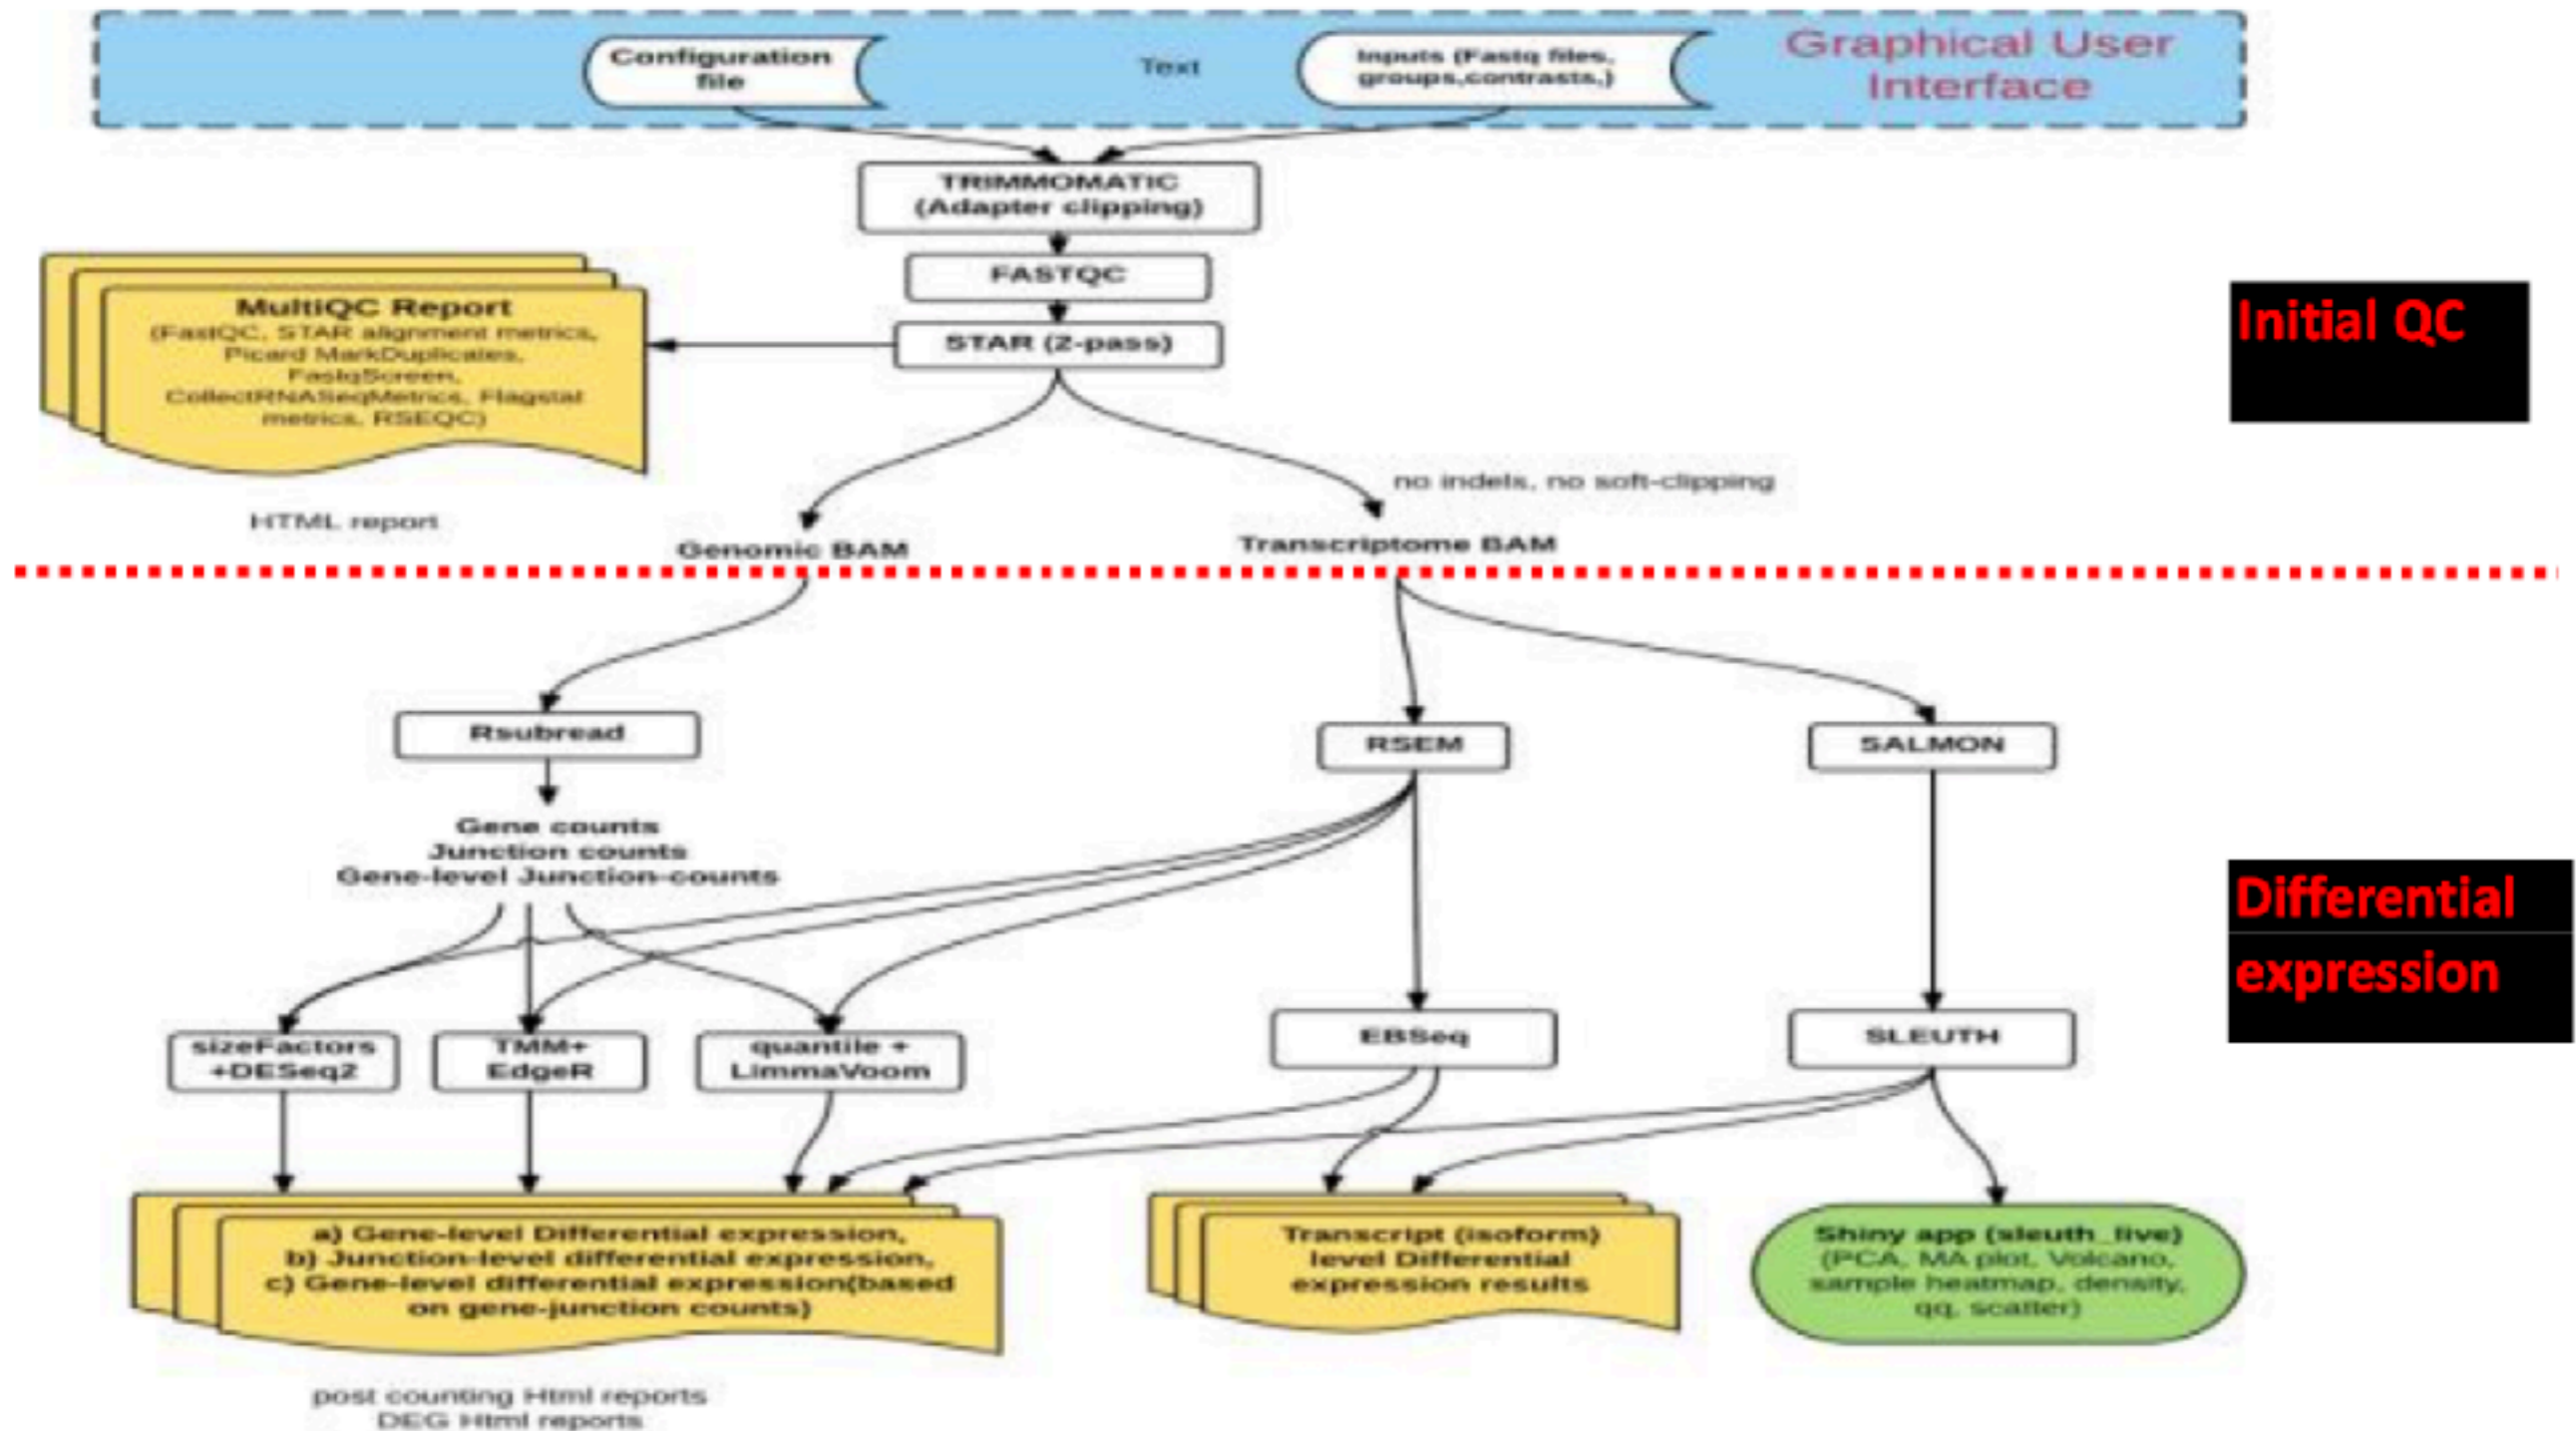 Configuration
file
Text
Inputs (Fastq files,
groups,contrasts,)
Graphical User
Interface
TRIMMOMATIC
(Adapter clipping)
FASTQC
STAR (2-pass)
MultiQC Report
(FastQC, STAR alignment metrics,
Picard MarkDuplicates,
FastqScreen,
CollectRNASeqMetrics, Flagstat
metrics, RSEQC)
HTML report
Initial QC
no indels, no soft-clipping
Genomic BAM
Transcriptome BAM
Rsubread
RSEM
SALMON
Gene counts
Junction counts
Gene-level Junction-counts
Differential
expression
sizeFactors
+DESeq2
TMM+
EdgeR
quantile +
LimmaVoom
EBSeq
SLEUTH
a) Gene-level Differential expression,
b) Junction-level differential expression,
c) Gene-level differential expression(based
on gene-junction counts)
Transcript (isoform)
level Differential
expression results
Shiny app (sleuth_live)
(PCA, MA plot, Volcano,
sample heatmap, density,
qq, scatter)
post counting Html reports
DEG Html reports